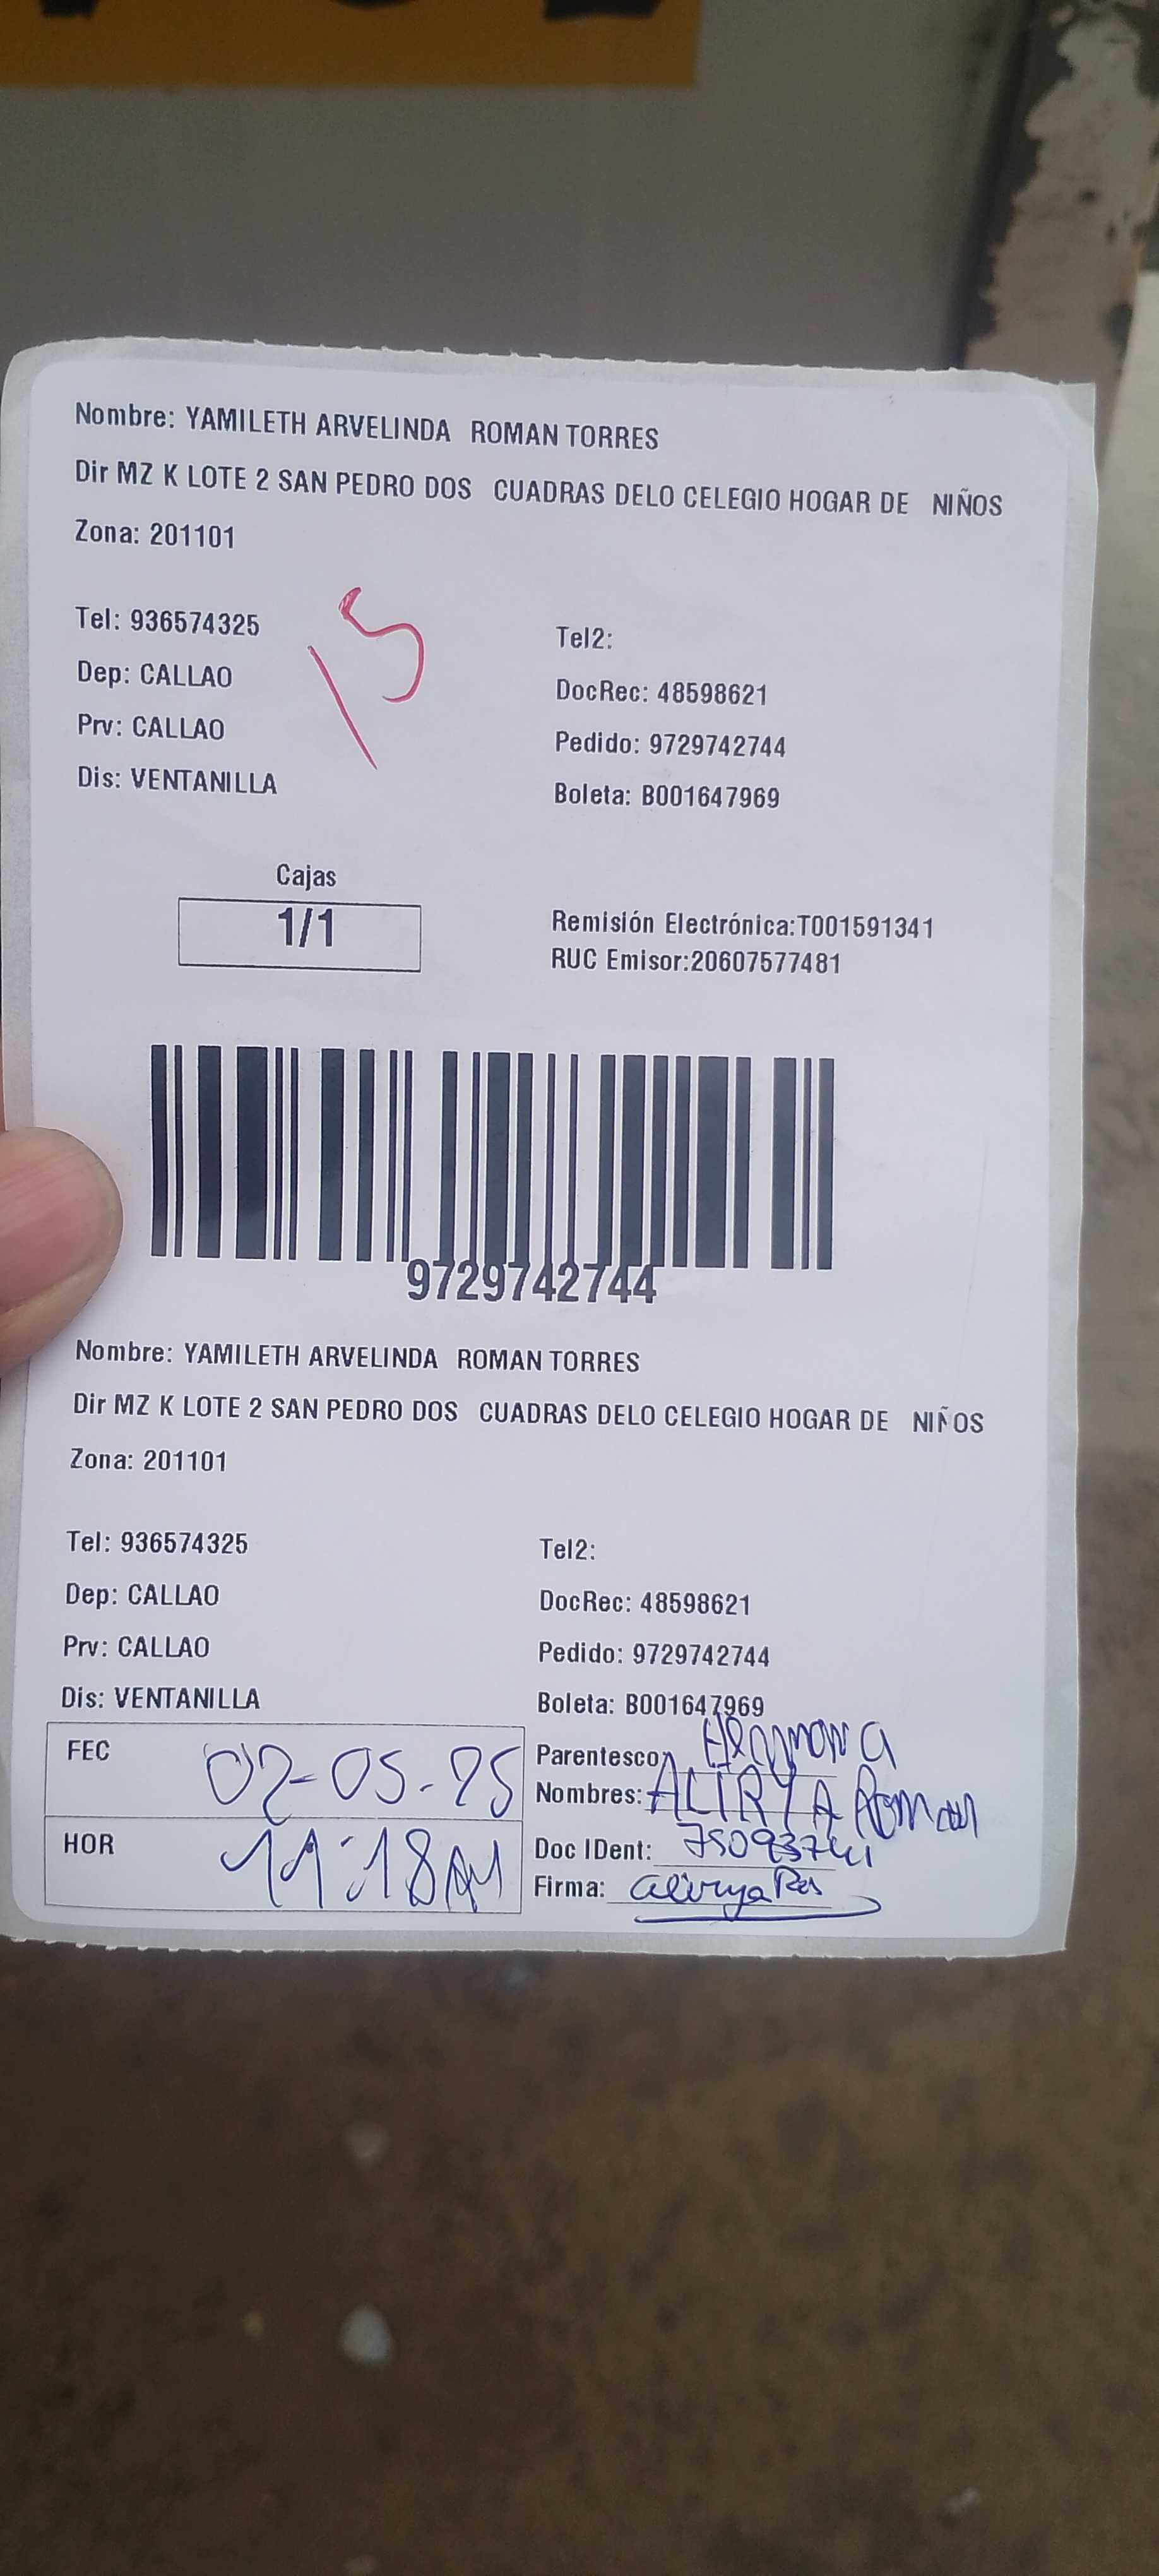 Nombre: YAMILETH ARVELINDA ROMAN TORRES
Dir MZ K LOTE 2 SAN PEDRO DOS CUADRAS DELO CELEGIO HOGAR DE NIÑOS
Zona: 201101
15
Tel: 936574325
Tel2:
Dep: CALLAO
DocRec: 48598621
Prv: CALLAO
Pedido: 9729742744
Dis: VENTANILLA
Boleta: B001647969
Cajas
1/1
Remisión Electrónica:T001591341
RUC Emisor:20607577481
9729742744
Nombre: YAMILETH ARVELINDA ROMAN TORRES
Dir MZ K LOTE 2 SAN PEDRO DOS CUADRAS DELO CELEGIO HOGAR DE NIÑOS
Zona: 201101
Tel: 936574325
Tel2:
Dep: CALLAO
DocRec: 48598621
Prv: CALLAO
Pedido: 9729742744
Dis: VENTANILLA
Boleta: B001647969
FEC 02-05-25
Parentesco:
Nombres: ALIRYA Roman
HOR 11:18AM
Doc IDent: 75093741
Firma: